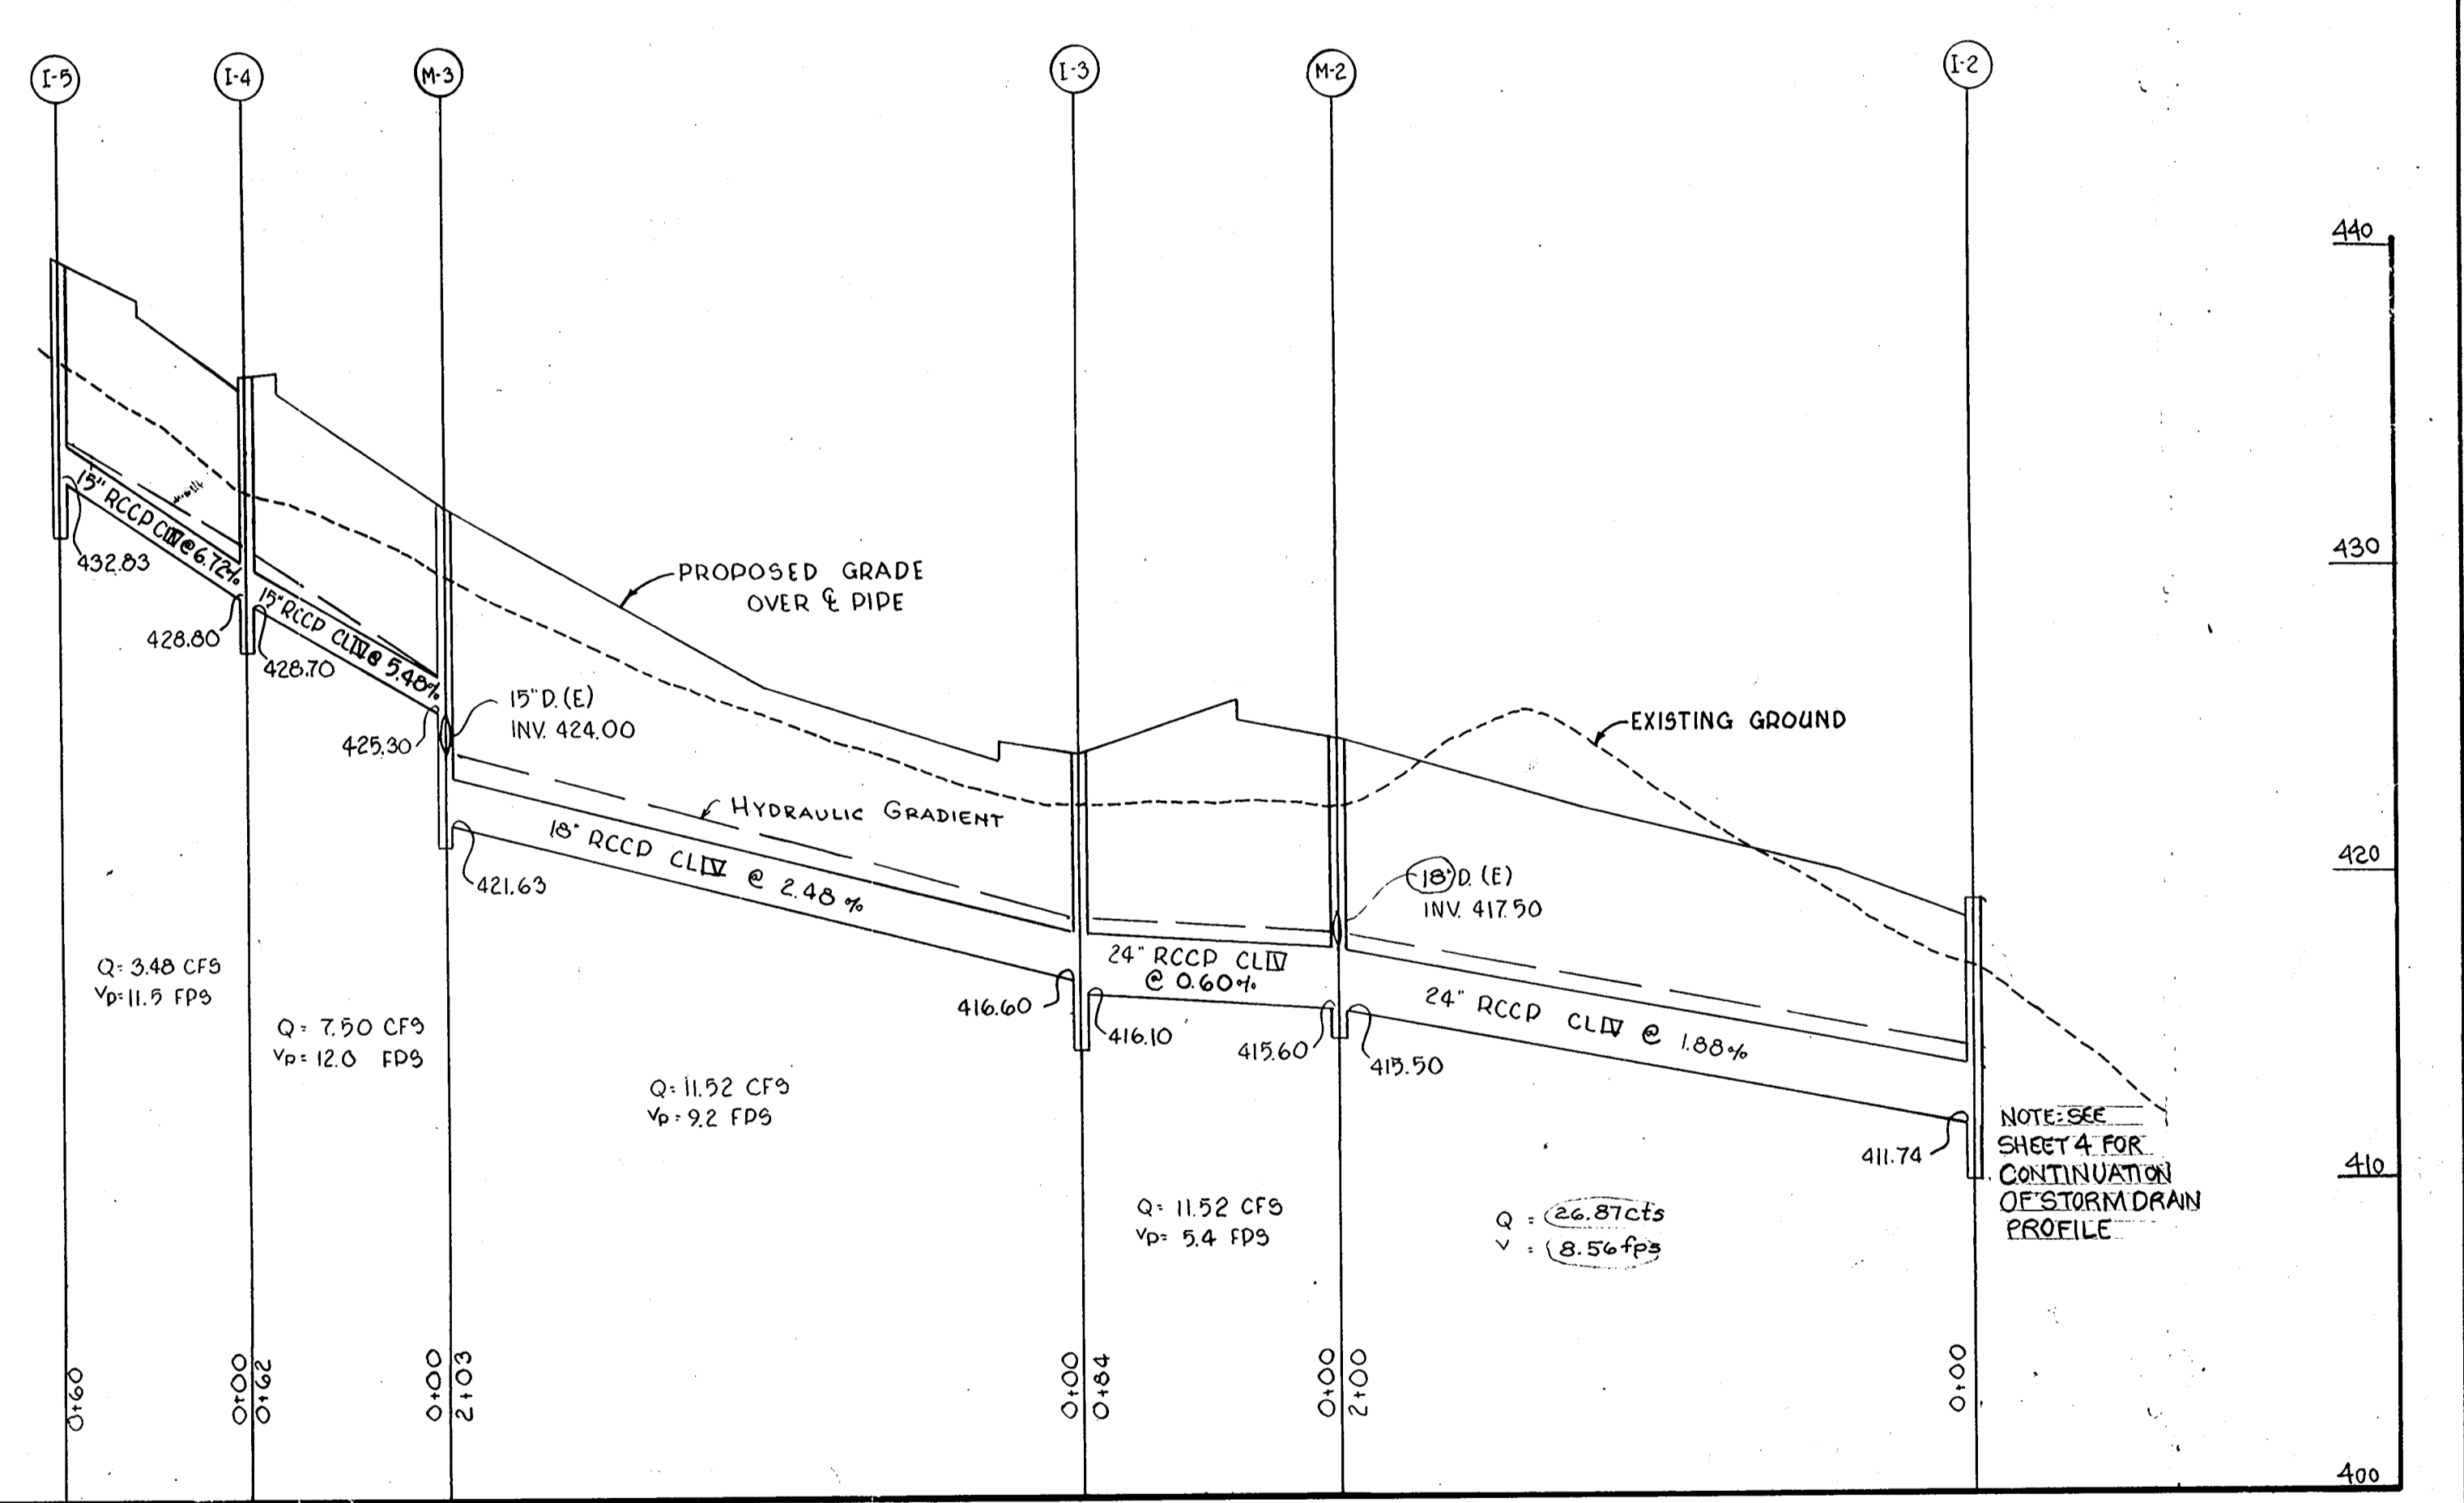 I-5
I-4
M-3
I-3
M-2
I-2
440
430
420
410
400
15" RCCP CL IV @ 6.72%
432.83
428.80
15" RCCP CL IV @ 5.48%
428.70
425.30
15" D. (E)
INV. 424.00
PROPOSED GRADE
OVER ℄ PIPE
HYDRAULIC GRADIENT
18" RCCP CL IV @ 2.48 %
421.63
416.60
24" RCCP CL IV
@ 0.60%
416.10
415.60
EXISTING GROUND
18" D. (E)
INV. 417.50
24" RCCP CL IV @ 1.88%
415.50
411.74
NOTE: SEE
SHEET 4 FOR
CONTINUATION
OF STORM DRAIN
PROFILE
Q= 3.48 CFS
VP= 11.5 FPS
Q= 7.50 CFS
VP= 12.0 FPS
Q= 11.52 CFS
VP= 9.2 FPS
Q= 11.52 CFS
VP= 5.4 FPS
Q = 26.87cfs
V = 8.56fps
0+60
0+00
0+62
0+00
2+03
0+00
0+84
0+00
2+00
0+00